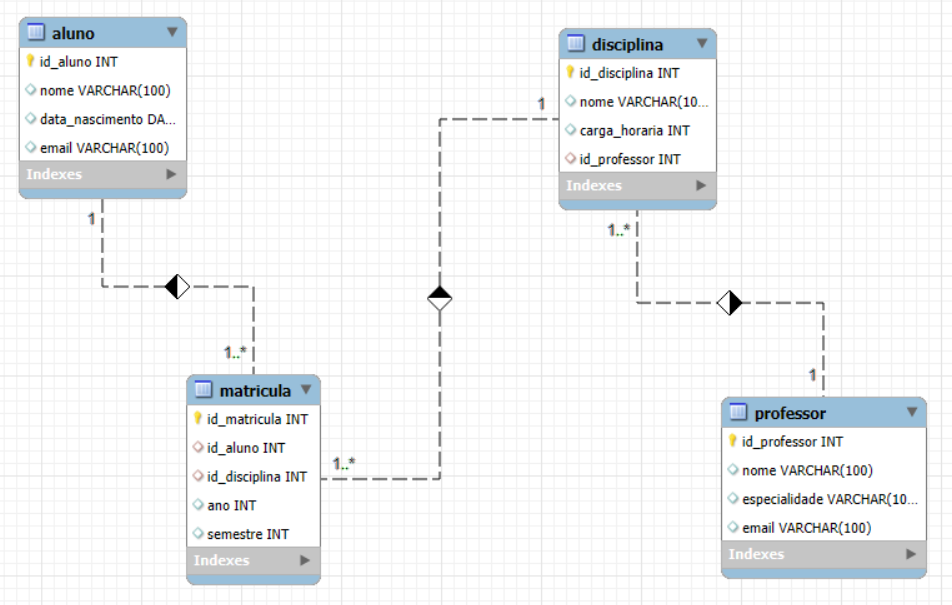 aluno
id_aluno INT
nome VARCHAR(100)
data_nascimento DA...
email VARCHAR(100)
Indexes
1
disciplina
id_disciplina INT
nome VARCHAR(10...
carga_horaria INT
id_professor INT
Indexes
1
1..*
matricula
id_matricula INT
id_aluno INT
id_disciplina INT
ano INT
semestre INT
Indexes
1..*
1..*
1
professor
id_professor INT
nome VARCHAR(100)
especialidade VARCHAR(10...
email VARCHAR(100)
Indexes